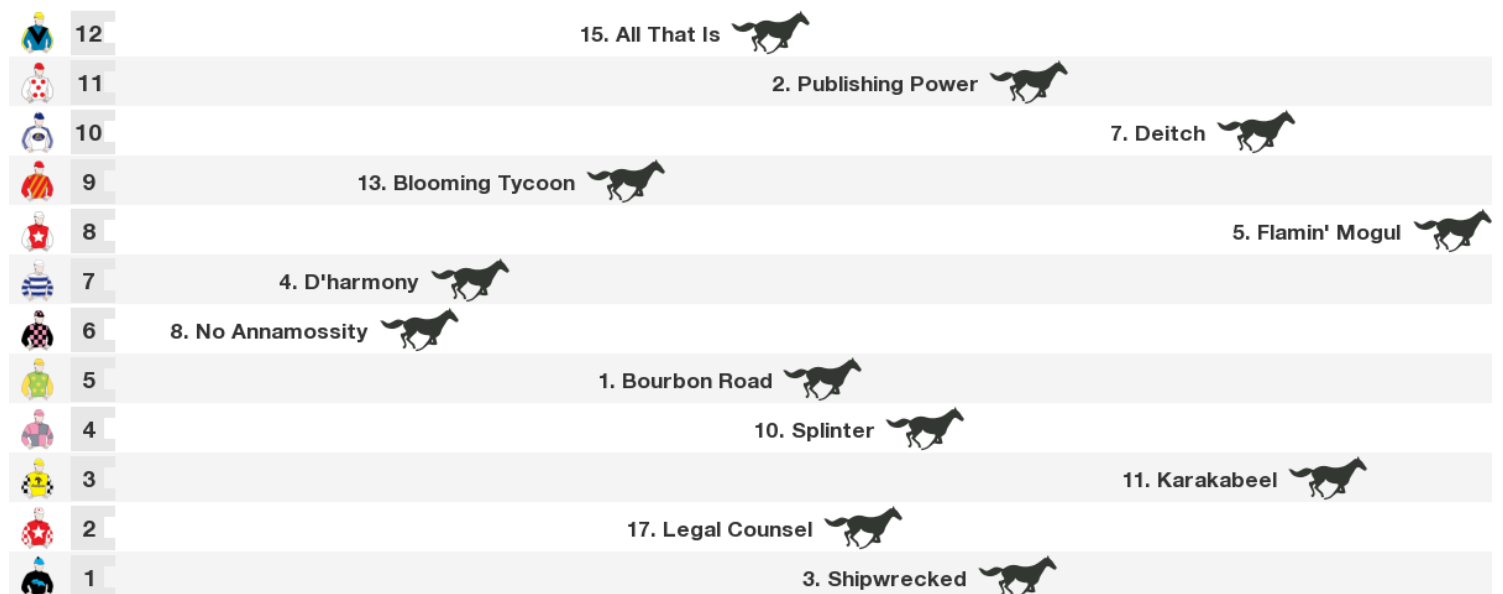 12 15. All That Is
11 2. Publishing Power
10 7. Deitch
9 13. Blooming Tycoon
8 5. Flamin' Mogul
7 4. D'harmony
6 8. No Annamossity
5 1. Bourbon Road
4 10. Splinter
3 11. Karakabeel
2 17. Legal Counsel
1 3. Shipwrecked